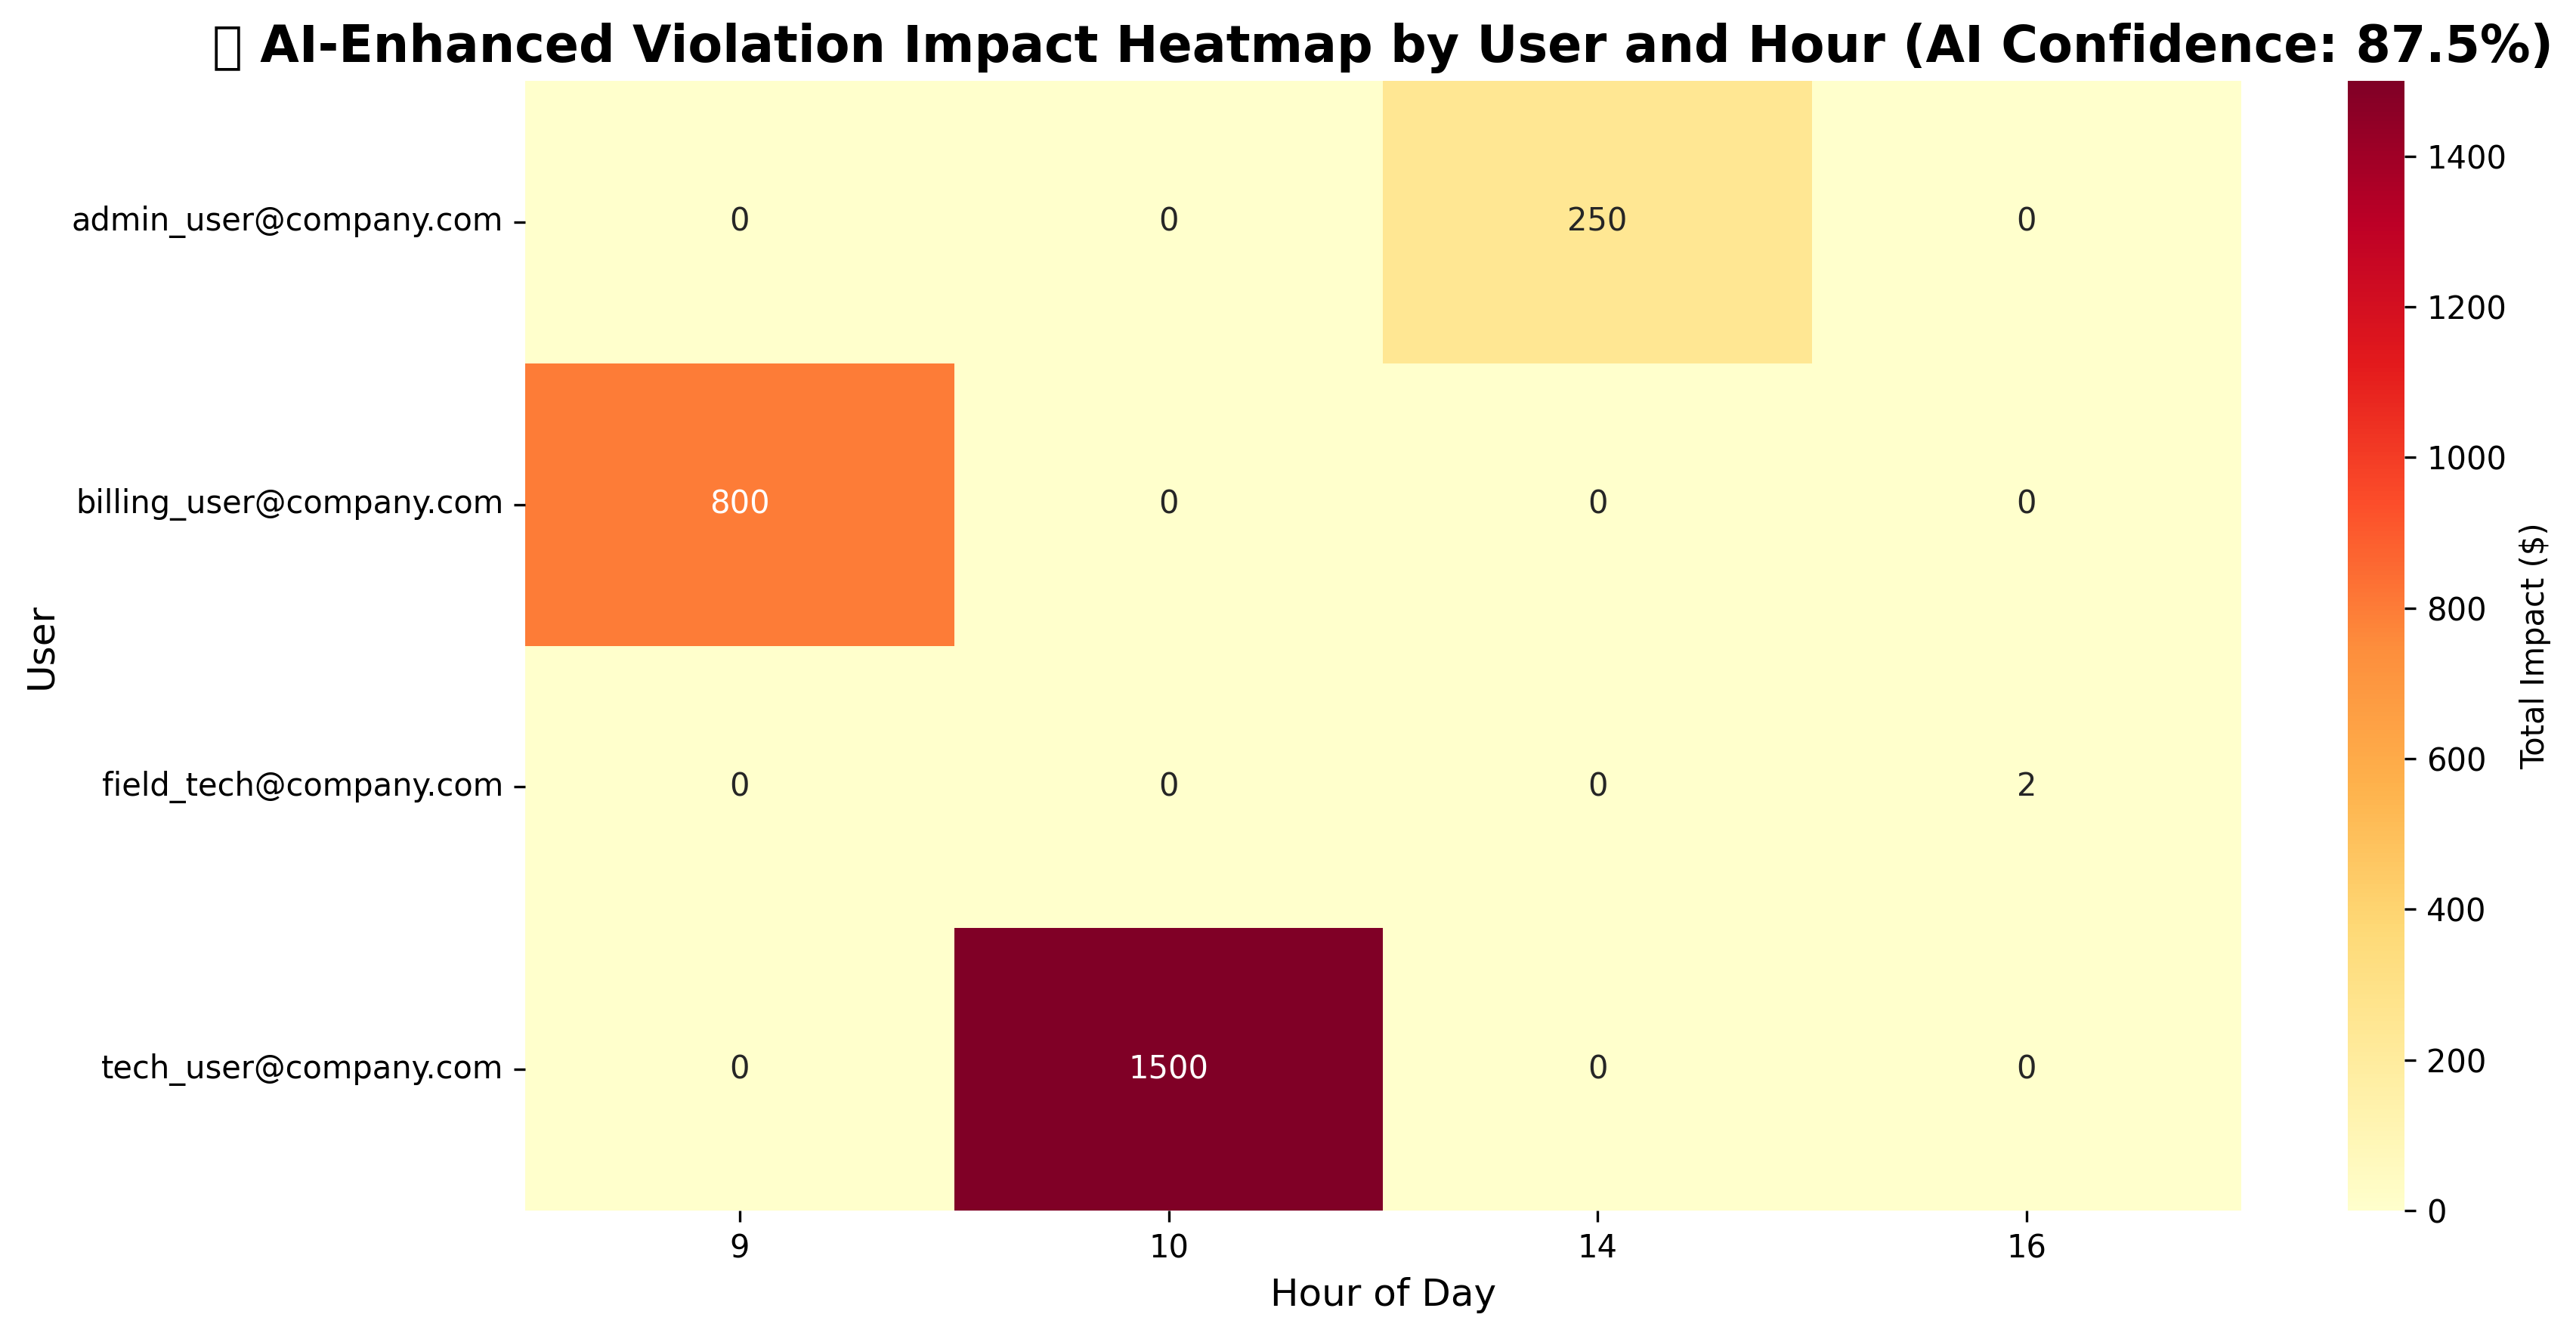 AI-Enhanced Violation Impact Heatmap by User and Hour (AI Confidence: 87.5%)
admin_user@company.com 0 0 250 0
billing_user@company.com 800 0 0 0
field_tech@company.com 0 0 0 2
tech_user@company.com 0 1500 0 0
9 10 14 16
Hour of Day
User
1400
1200
1000
800
600
400
200
0
Total Impact ($)